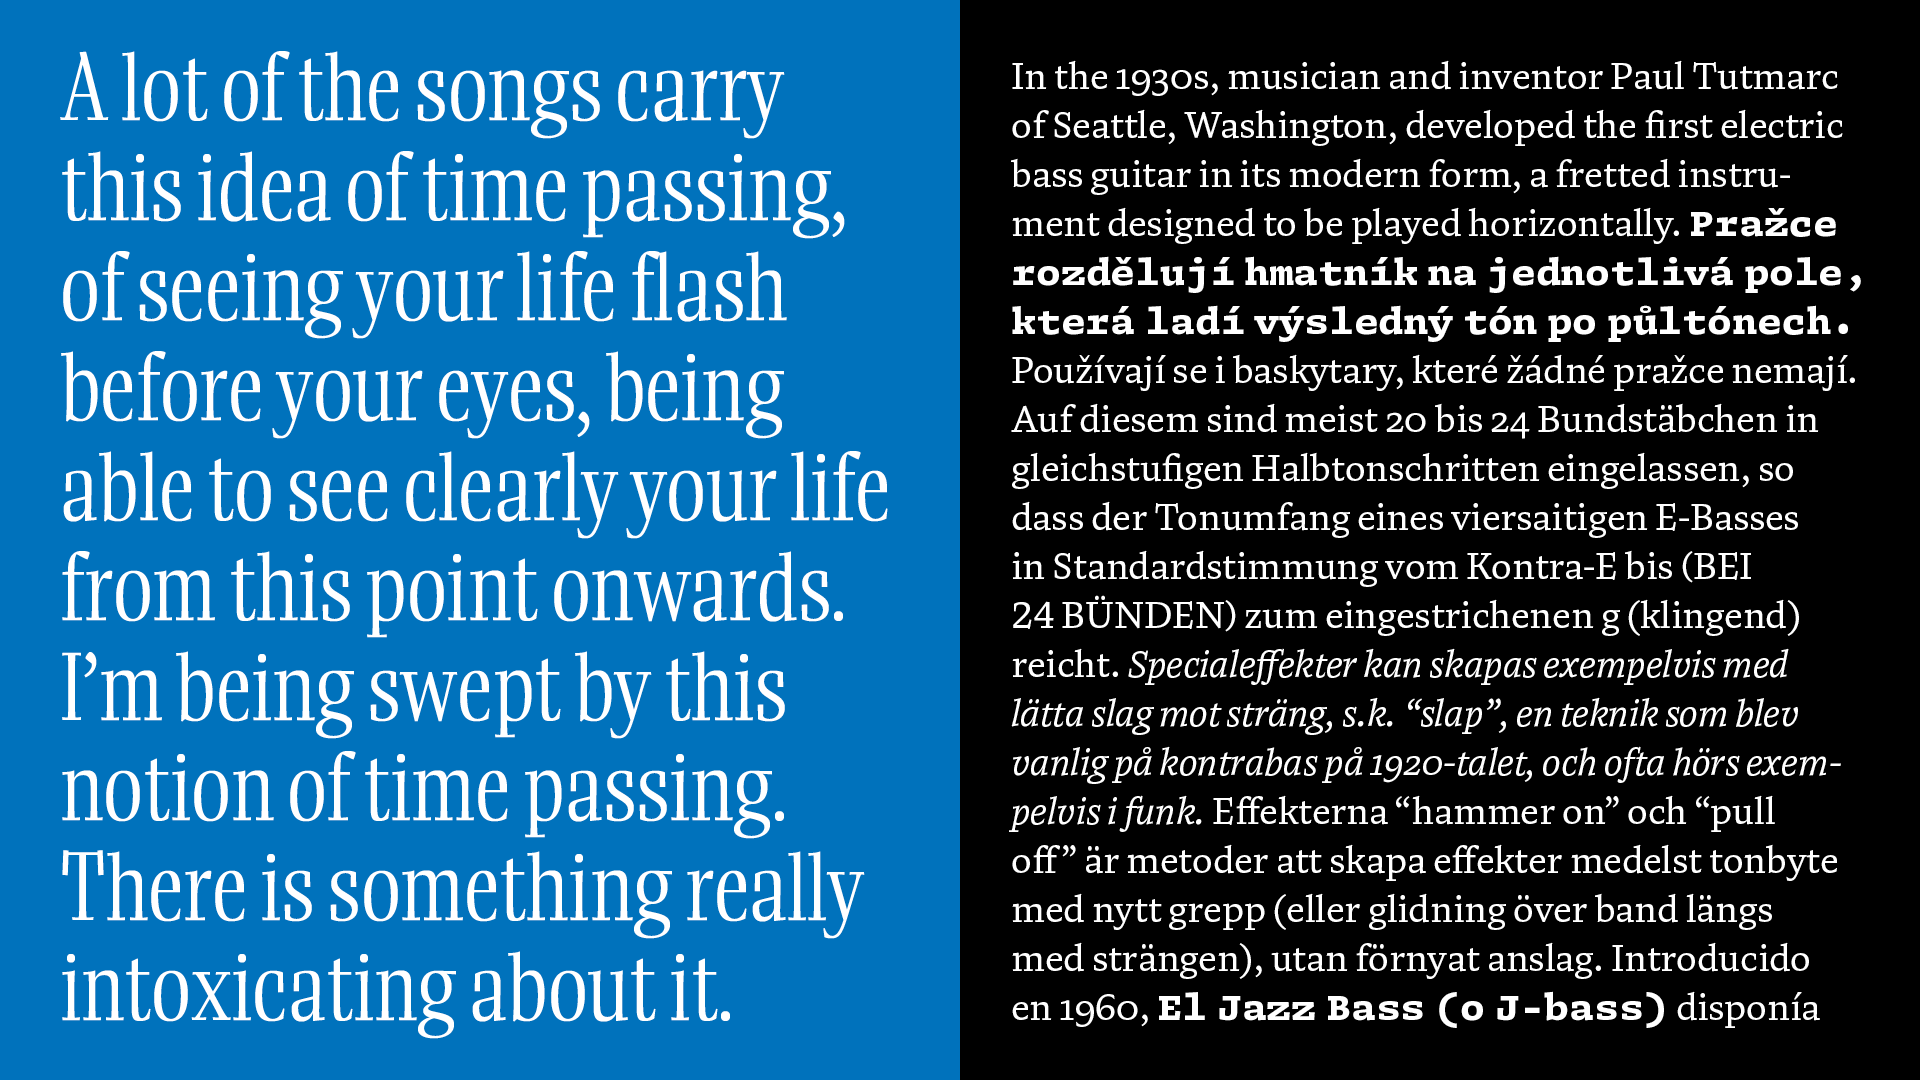 A lot of the songs carry
this idea of time passing,
of seeing your life flash
before your eyes, being
able to see clearly your life
from this point onwards.
I’m being swept by this
notion of time passing.
There is something really
intoxicating about it.
In the 1930s, musician and inventor Paul Tutmarc
of Seattle, Washington, developed the first electric
bass guitar in its modern form, a fretted instru-
ment designed to be played horizontally. Pražce
rozdělují hmatník na jednotlivá pole,
která ladí výsledný tón po půltónech.
Používají se i baskytary, které žádné pražce nemají.
Auf diesem sind meist 20 bis 24 Bundstäbchen in
gleichstufigen Halbtonschritten eingelassen, so
dass der Tonumfang eines viersaitigen E-Basses
in Standardstimmung vom Kontra-E bis (BEI
24 BÜNDEN) zum eingestrichenen g (klingend)
reicht. Specialeffekter kan skapas exempelvis med
lätta slag mot sträng, s.k. “slap”, en teknik som blev
vanlig på kontrabas på 1920-talet, och ofta hörs exem-
pelvis i funk. Effekterna “hammer on” och “pull
off” är metoder att skapa effekter medelst tonbyte
med nytt grepp (eller glidning över band längs
med strängen), utan förnyat anslag. Introducido
en 1960, El Jazz Bass (o J-bass) disponía